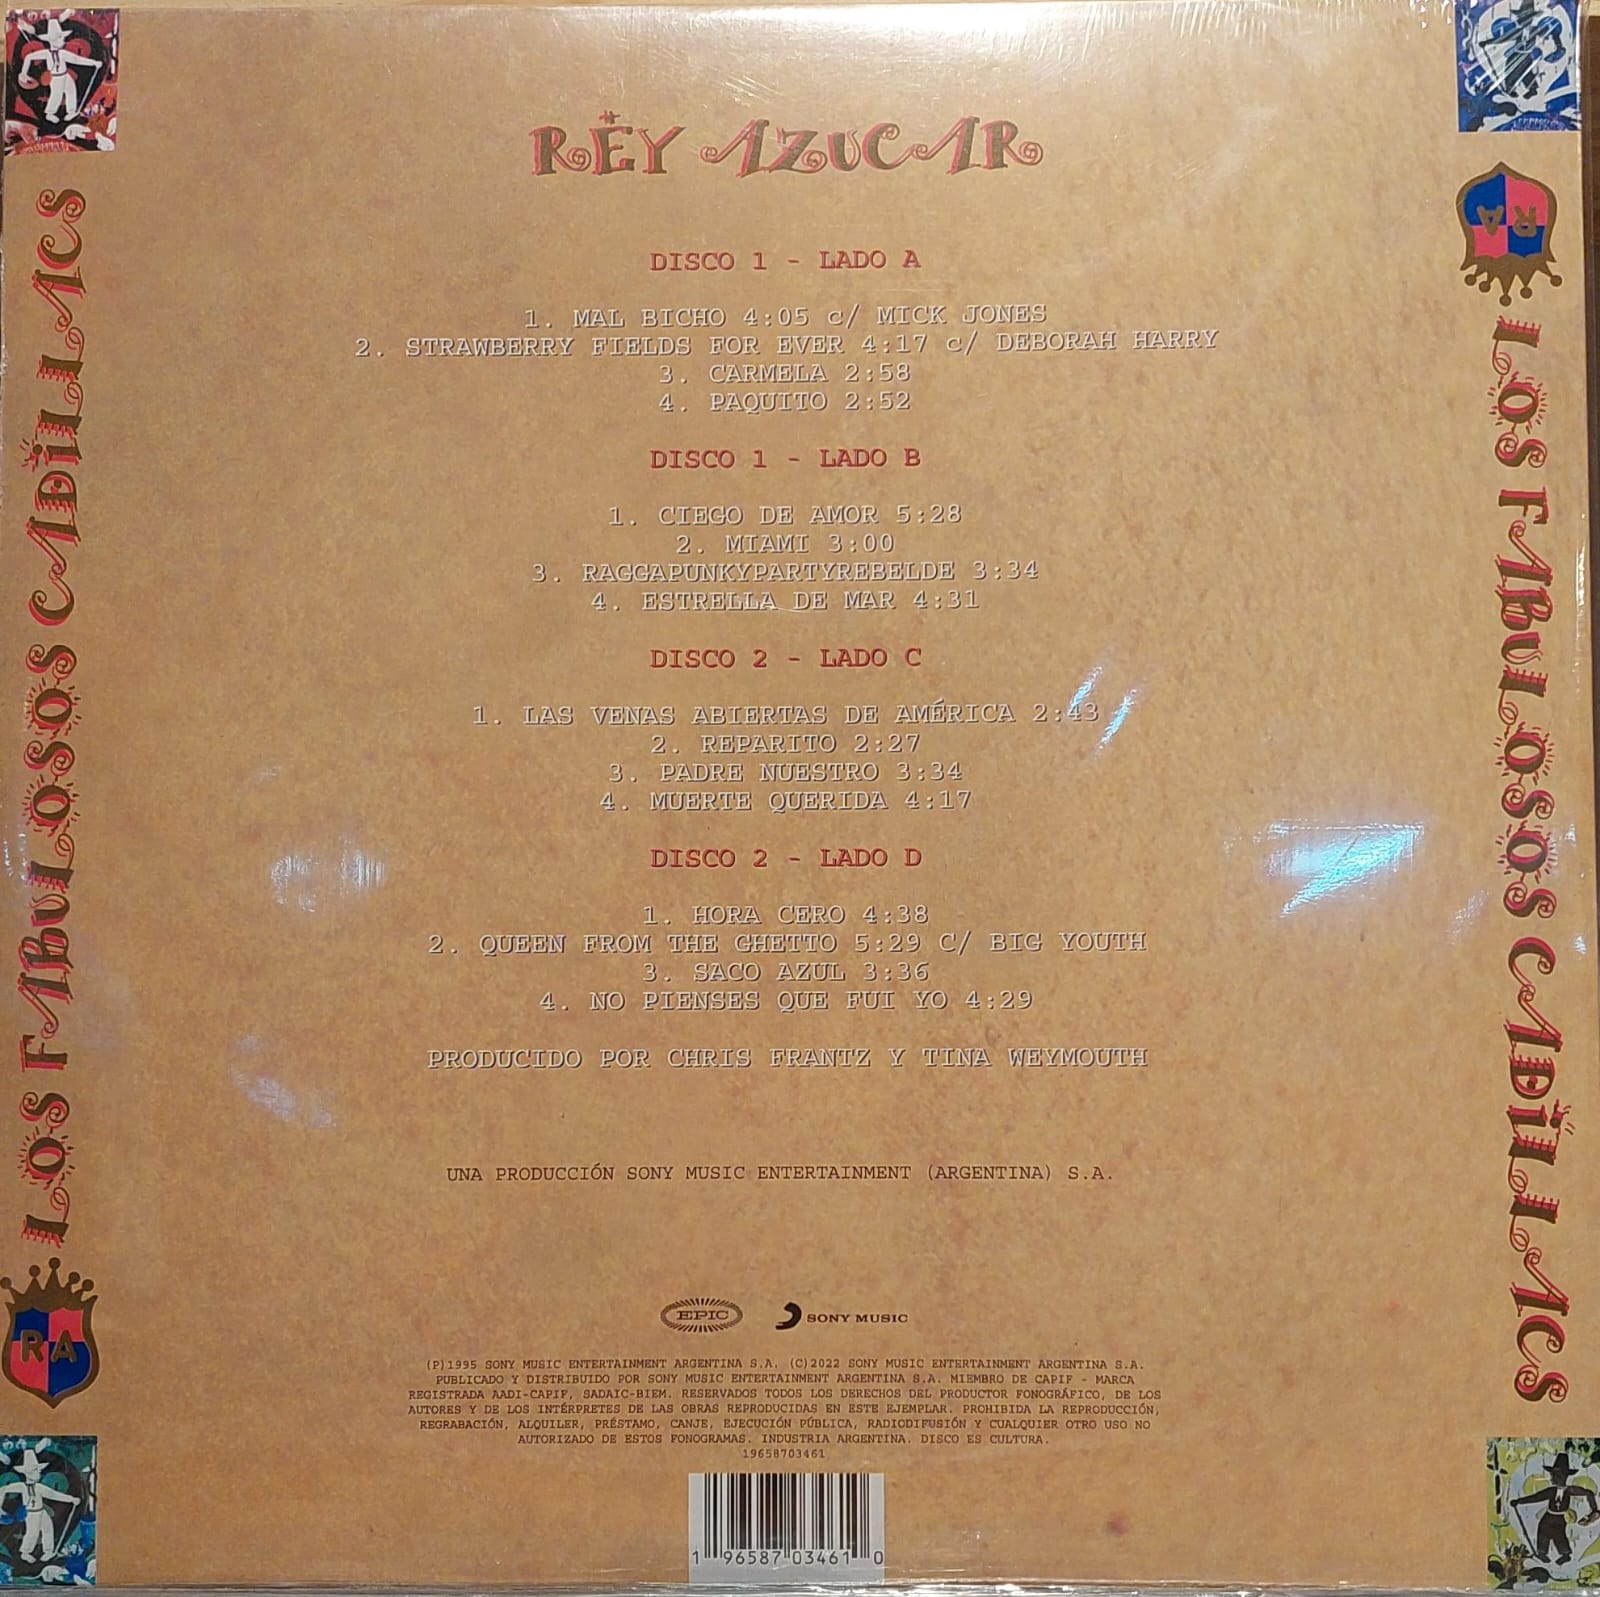 REY AZUCAR
DISCO 1 - LADO A
1. MAL BICHO 4:05 c/ MICK JONES
2. STRAWBERRY FIELDS FOR EVER 4:17 c/ DEBORAH HARRY
3. CARMELA 2:58
4. PAQUITO 2:52
DISCO 1 - LADO B
1. CIEGO DE AMOR 5:28
2. MIAMI 3:00
3. RAGGAPUNKYPARTYREBELDE 3:34
4. ESTRELLA DE MAR 4:31
DISCO 2 - LADO C
1. LAS VENAS ABIERTAS DE AMÉRICA 2:43
2. REPARITO 2:27
3. PADRE NUESTRO 3:34
4. MUERTE QUERIDA 4:17
DISCO 2 - LADO D
1. HORA CERO 4:38
2. QUEEN FROM THE GHETTO 5:29 C/ BIG YOUTH
3. SACO AZUL 3:36
4. NO PIENSES QUE FUI YO 4:29
PRODUCIDO POR CHRIS FRANTZ Y TINA WEYMOUTH
UNA PRODUCCIÓN SONY MUSIC ENTERTAINMENT (ARGENTINA) S.A.
EPIC SONY MUSIC
(P)1995 SONY MUSIC ENTERTAINMENT ARGENTINA S.A. (C)2022 SONY MUSIC ENTERTAINMENT ARGENTINA S.A.
PUBLICADO Y DISTRIBUIDO POR SONY MUSIC ENTERTAINMENT ARGENTINA S.A. MIEMBRO DE CAPIF - MARCA
REGISTRADA AADI-CAPIF, SADAIC-BIEM. RESERVADOS TODOS LOS DERECHOS DEL PRODUCTOR FONOGRÁFICO, DE LOS
AUTORES Y DE LOS INTÉRPRETES DE LAS OBRAS REPRODUCIDAS EN ESTE EJEMPLAR. PROHIBIDA LA REPRODUCCIÓN,
REGRABACIÓN, ALQUILER, PRÉSTAMO, CANJE, EJECUCIÓN PÚBLICA, RADIODIFUSIÓN Y CUALQUIER OTRO USO NO
AUTORIZADO DE ESTOS FONOGRAMAS. INDUSTRIA ARGENTINA. DISCO ES CULTURA.
19658703461
1 96587 03461 0
LOS FABULOSOS CADILLACS
RA
RA
LOS FABULOSOS CADILLACS